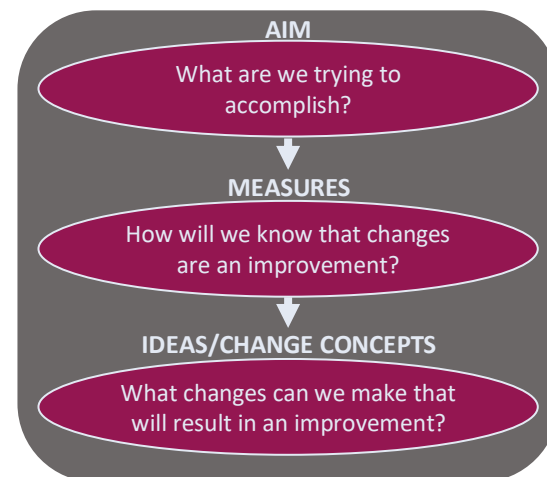 AIM
What are we trying to
accomplish?
MEASURES
How will we know that changes
are an improvement?
IDEAS/CHANGE CONCEPTS
What changes can we make that
will result in an improvement?